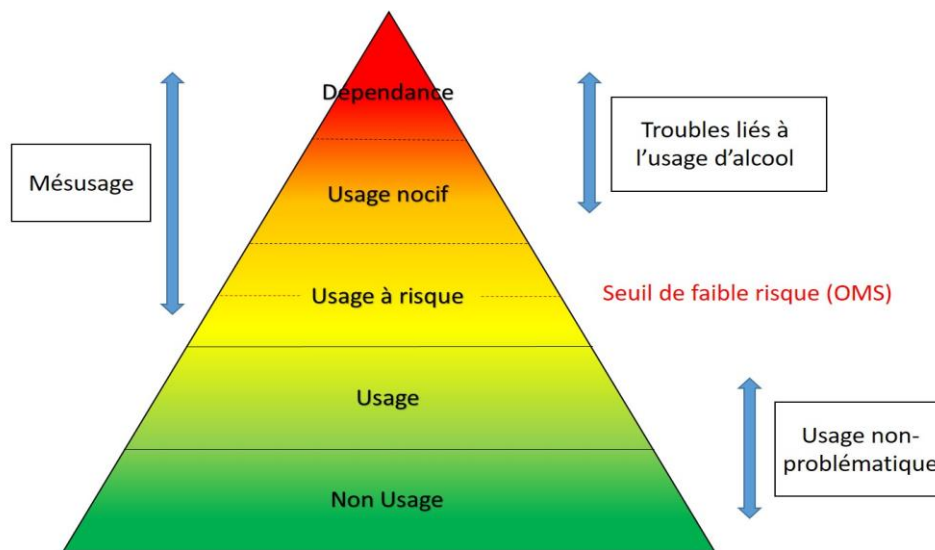 Dépendance
Troubles liés à
l’usage d’alcool
Mésusage
Usage nocif
Usage à risque
Seuil de faible risque (OMS)
Usage
Usage non-
problématique
Non Usage